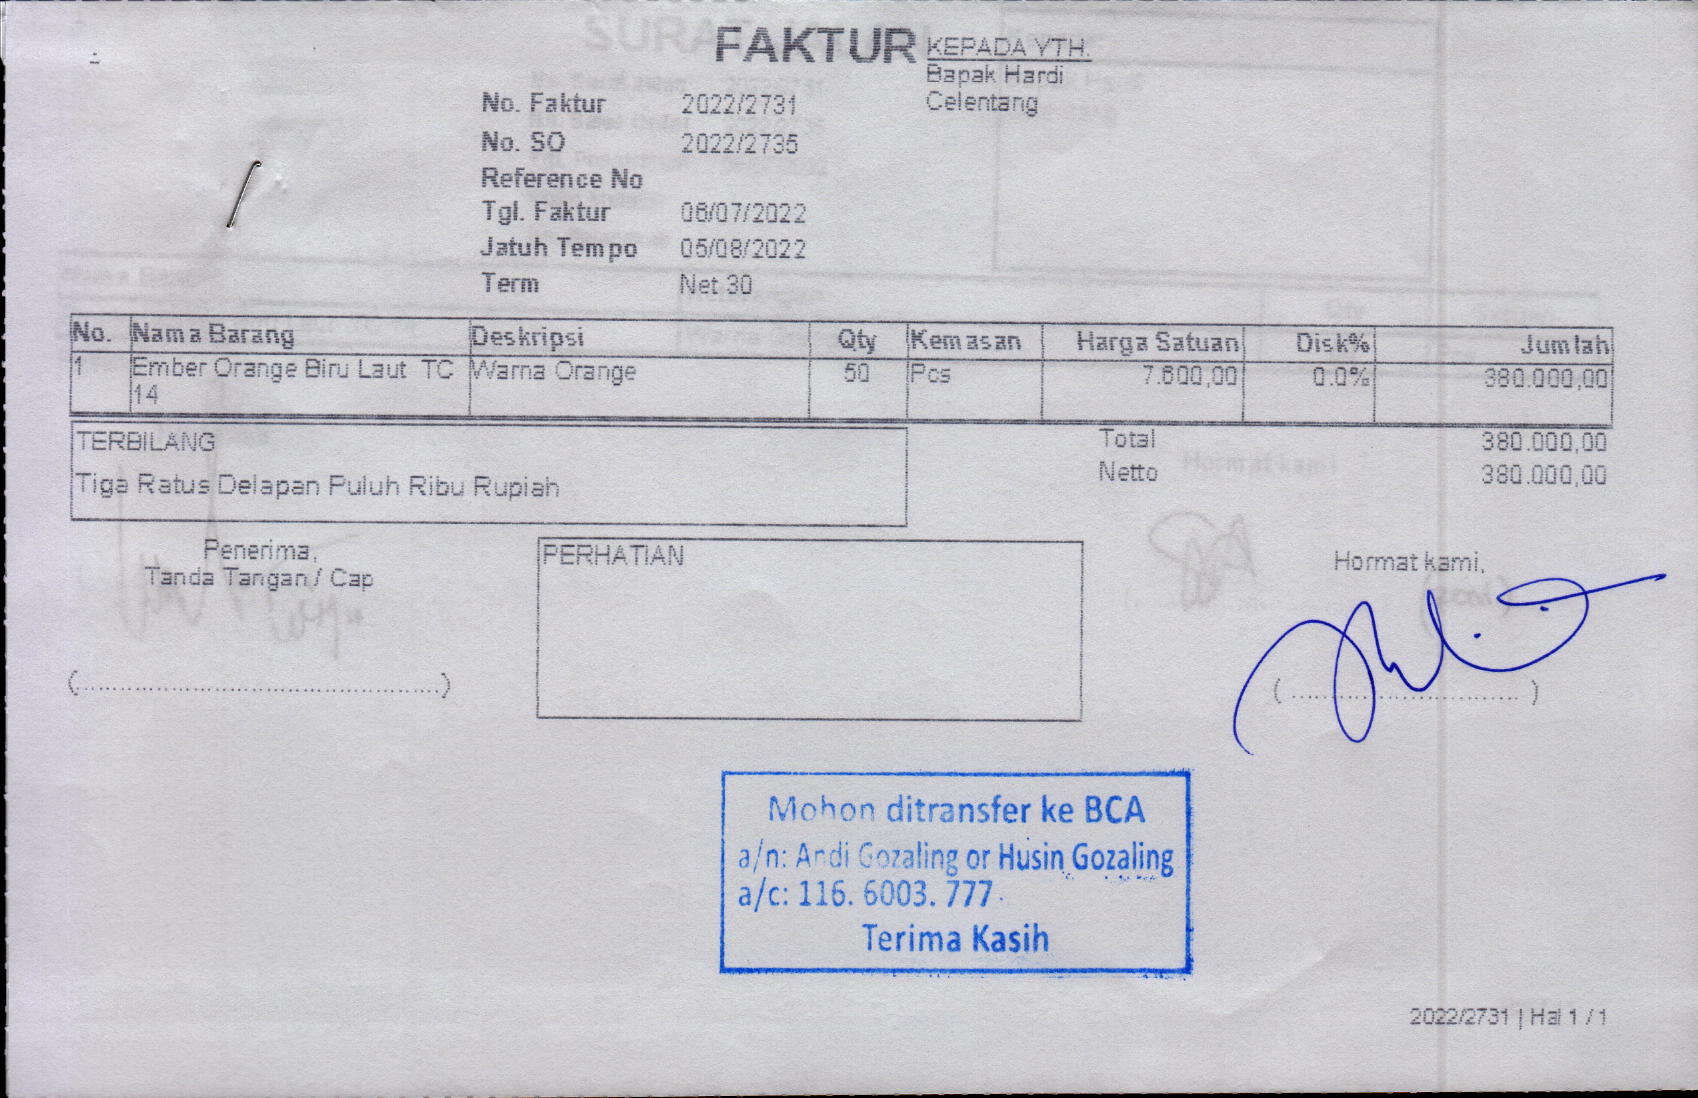 FAKTUR
KEPADA YTH.
Bapak Hardi
Celentang
No. Faktur 2022/2731
No. SO 2022/2735
Reference No
Tgl. Faktur 06/07/2022
Jatuh Tempo 05/08/2022
Term Net 30
No. Nama Barang Deskripsi Qty Kemasan Harga Satuan Disk% Jumlah
1 Ember Orange Biru Laut TC Warna Orange 50 Pcs 7.600,00 0.0% 380.000,00
14
TERBILANG
Tiga Ratus Delapan Puluh Ribu Rupiah
Total 380.000,00
Netto 380.000,00
Penerima,
Tanda Tangan / Cap
(............................................)
PERHATIAN
Hormat kami,
(............................)
Mohon ditransfer ke BCA
a/n: Andi Gozaling or Husin Gozaling
a/c: 116. 6003. 777
Terima Kasih
2022/2731 | Hal 1 / 1